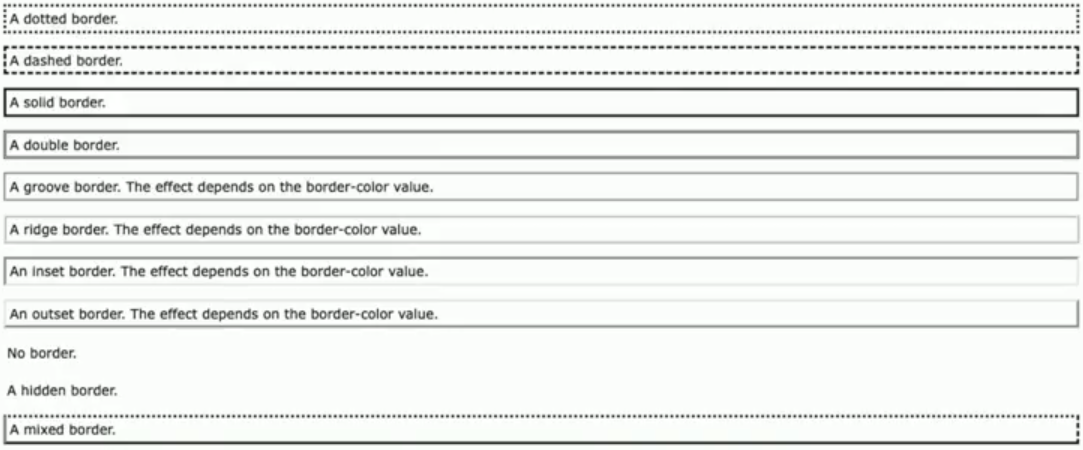 A dotted border.
A dashed border.
A solid border.
A double border.
A groove border. The effect depends on the border-color value.
A ridge border. The effect depends on the border-color value.
An inset border. The effect depends on the border-color value.
An outset border. The effect depends on the border-color value.
No border.
A hidden border.
A mixed border.